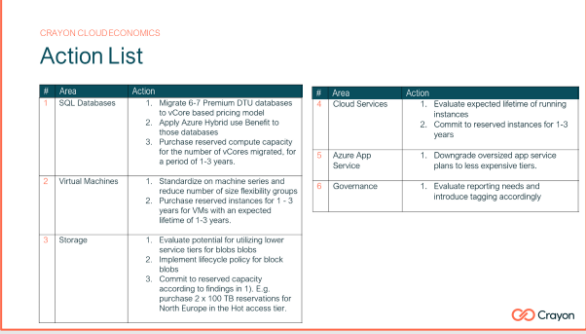 CRAYON CLOUD ECONOMICS
Action List
# Area Action
1 SQL Databases 1. Migrate 6-7 Premium DTU databases
to vCore based pricing model
2. Apply Azure Hybrid use Benefit to
those databases
3. Purchase reserved compute capacity
for the number of vCores migrated, for
a period of 1-3 years.
2 Virtual Machines 1. Standardize on machine series and
reduce number of size flexibility groups
2. Purchase reserved instances for 1 - 3
years for VMs with an expected
lifetime of 1-3 years.
3 Storage 1. Evaluate potential for utilizing lower
service tiers for blobs blobs
2. Implement lifecycle policy for block
blobs
3. Commit to reserved capacity
according to findings in 1). E.g.
purchase 2 x 100 TB reservations for
North Europe in the Hot access tier.
# Area Action
4 Cloud Services 1. Evaluate expected lifetime of running
instances
2. Commit to reserved instances for 1-3
years
5 Azure App 1. Downgrade oversized app service
Service plans to less expensive tiers.
6 Governance 1. Evaluate reporting needs and
introduce tagging accordingly
Crayon